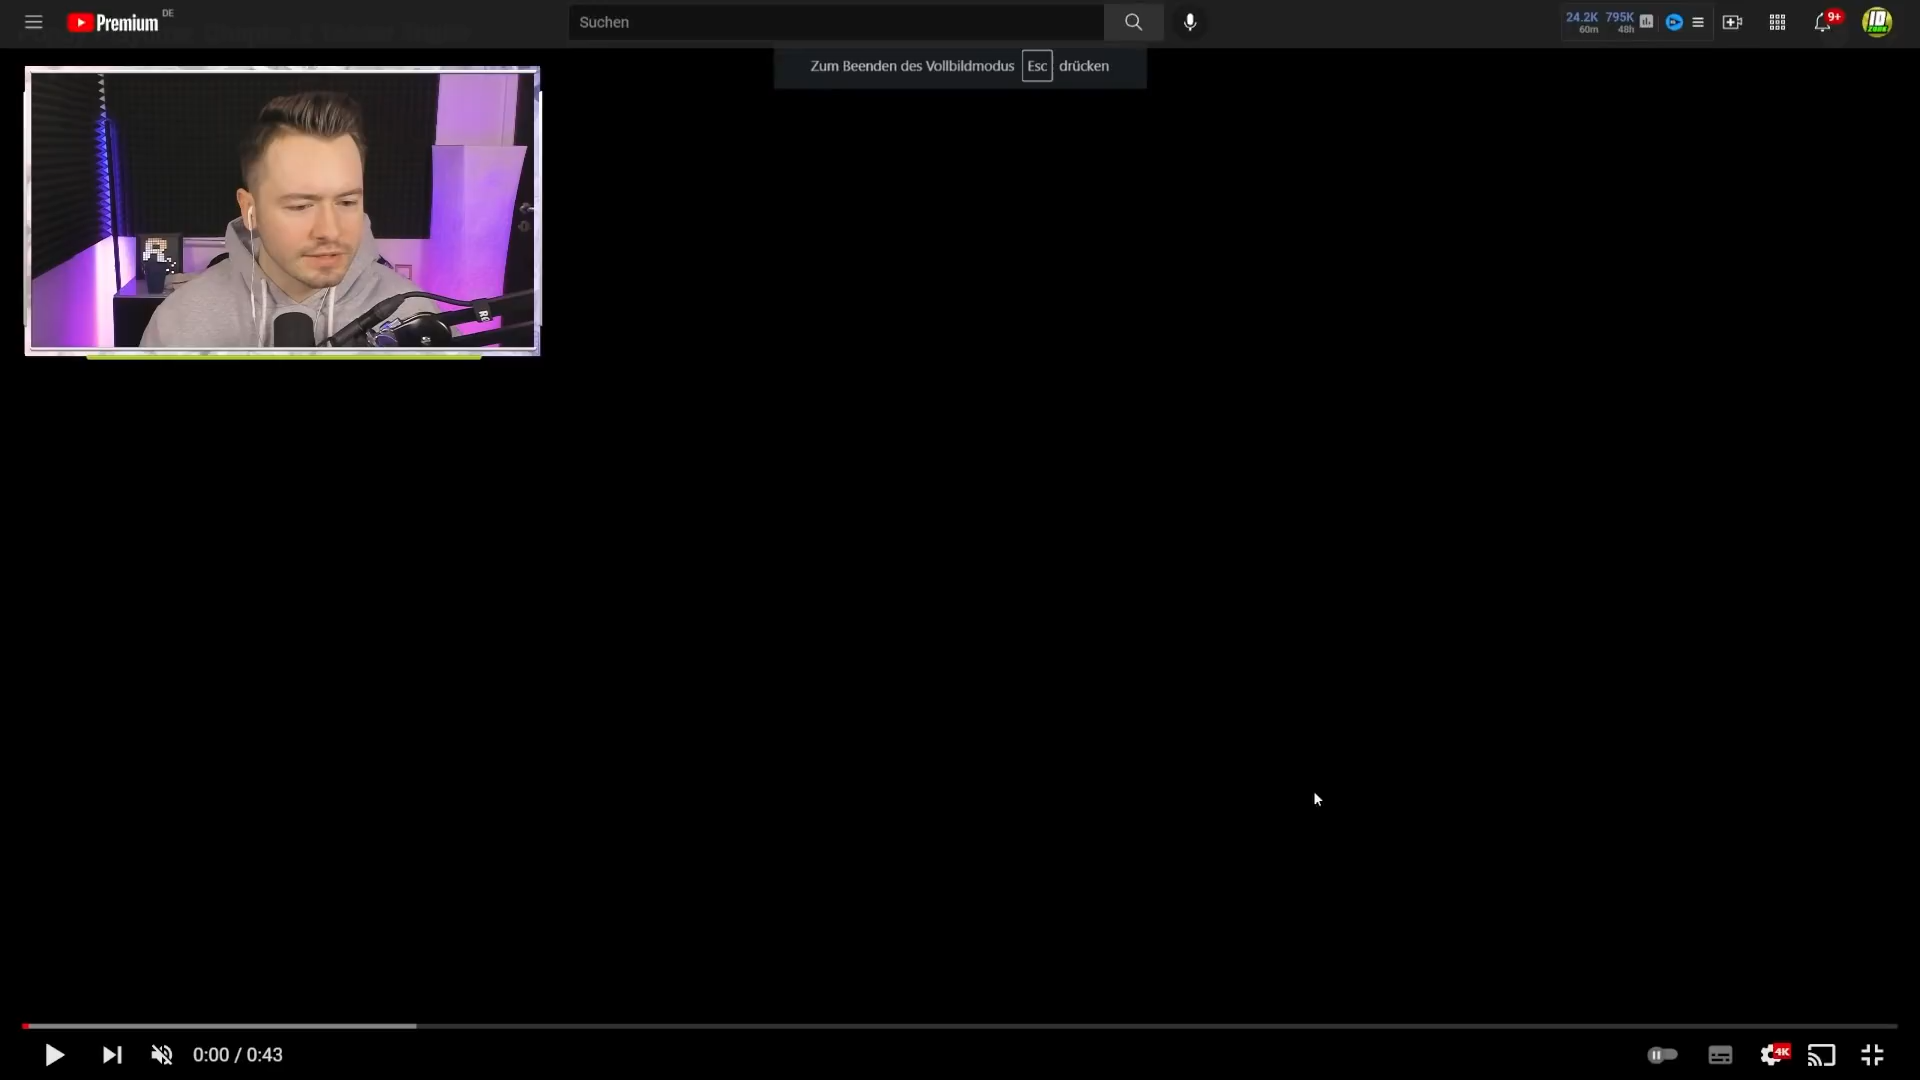 Premium DE
Suchen
24.2K 60m
795K 48h
9+
Zum Beenden des Vollbildmodus Esc drücken
0:00 / 0:43
4K